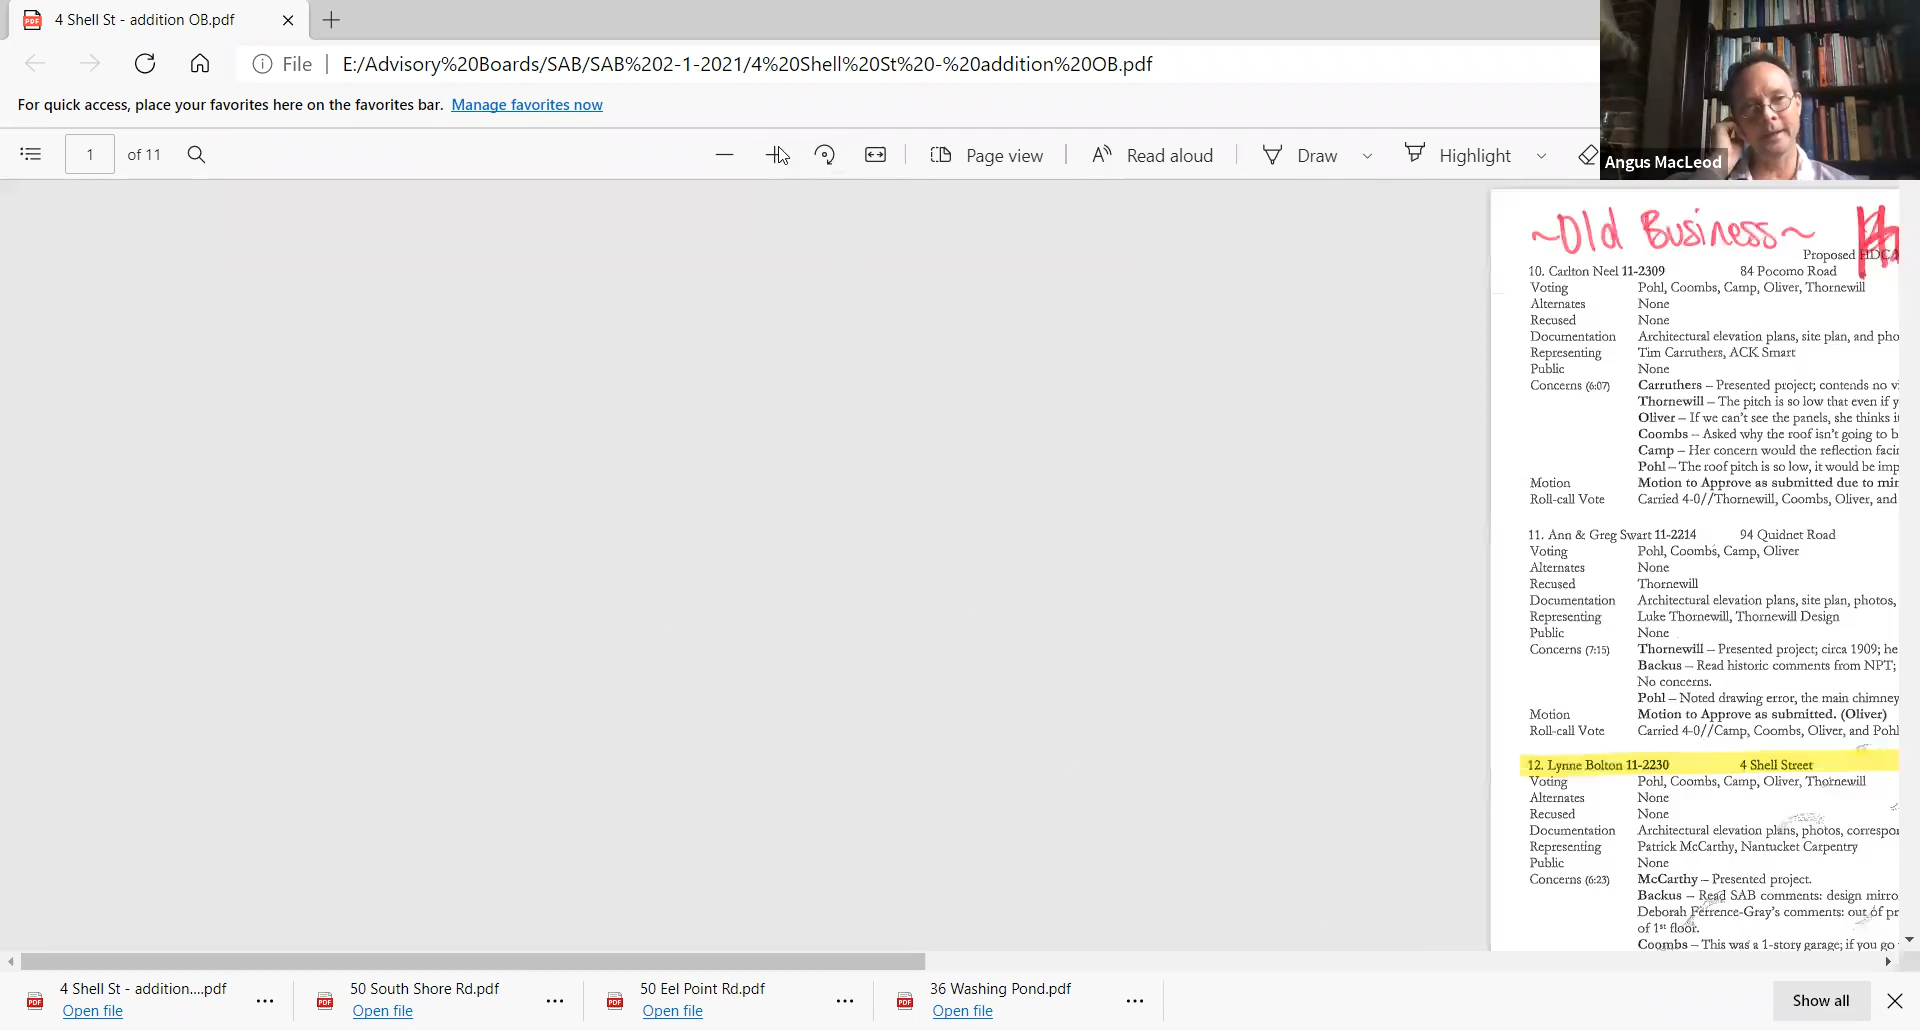 4 Shell St - addition OB.pdf
File | E:/Advisory%20Boards/SAB/SAB%202-1-2021/4%20Shell%20St%20-%20addition%20OB.pdf
For quick access, place your favorites here on the favorites bar. Manage favorites now
1 of 11
Page view
Read aloud
Draw
Highlight
Angus MacLeod
~Old Business~
Proposed HDC
10. Carlton Neel 11-2309 84 Pocomo Road
Voting Pohl, Coombs, Camp, Oliver, Thornewill
Alternates None
Recused None
Documentation Architectural elevation plans, site plan, and pho
Representing Tim Carruthers, ACK Smart
Public None
Concerns (6:07) Carruthers – Presented project; contends no v
Thornewill – The pitch is so low that even if y
Oliver – If we can't see the panels, she thinks i
Coombs – Asked why the roof isn't going to b
Camp – Her concern would the reflection facin
Pohl – The roof pitch is so low, it would be imp
Motion Motion to Approve as submitted due to min
Roll-call Vote Carried 4-0//Thornewill, Coombs, Oliver, and
11. Ann & Greg Swart 11-2214 94 Quidnet Road
Voting Pohl, Coombs, Camp, Oliver
Alternates None
Recused Thornewill
Documentation Architectural elevation plans, site plan, photos,
Representing Luke Thornewill, Thornewill Design
Public None
Concerns (7:15) Thornewill – Presented project; circa 1909; he
Backus – Read historic comments from NPT;
No concerns.
Pohl – Noted drawing error, the main chimney
Motion Motion to Approve as submitted. (Oliver)
Roll-call Vote Carried 4-0//Camp, Coombs, Oliver, and Pohl
12. Lynne Bolton 11-2230 4 Shell Street
Voting Pohl, Coombs, Camp, Oliver, Thornewill
Alternates None
Recused None
Documentation Architectural elevation plans, photos, correspon
Representing Patrick McCarthy, Nantucket Carpentry
Public None
Concerns (6:23) McCarthy – Presented project.
Backus – Read SAB comments: design mirro
Deborah Ferrence-Gray's comments: out of pr
of 1st floor.
Coombs – This was a 1-story garage; if you go
4 Shell St - addition....pdf
Open file
50 South Shore Rd.pdf
Open file
50 Eel Point Rd.pdf
Open file
36 Washing Pond.pdf
Open file
Show all